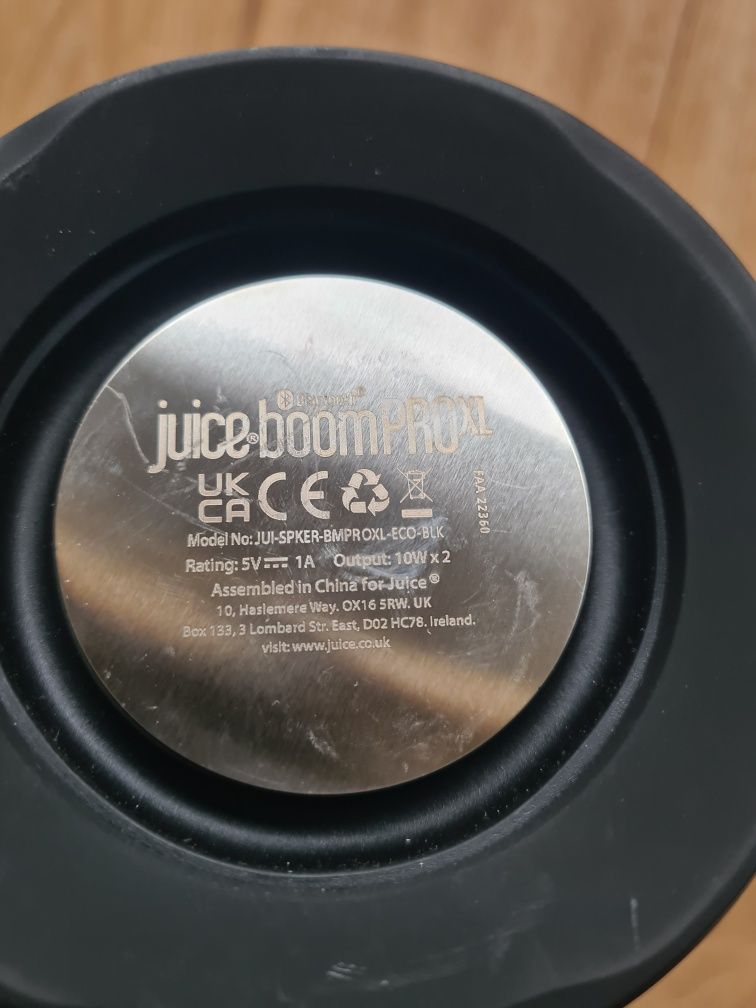 juice® boomPROXL
UK
CA CE
FAA 22360
Model No: JUI-SPKER-BMPROXL-ECO-BLK
Rating: 5V⎓ 1A Output: 10W x 2
Assembled in China for Juice®
10, Haslemere Way. OX16 5RW. UK
Box 133, 3 Lombard Str. East, D02 HC78. Ireland.
visit: www.juice.co.uk